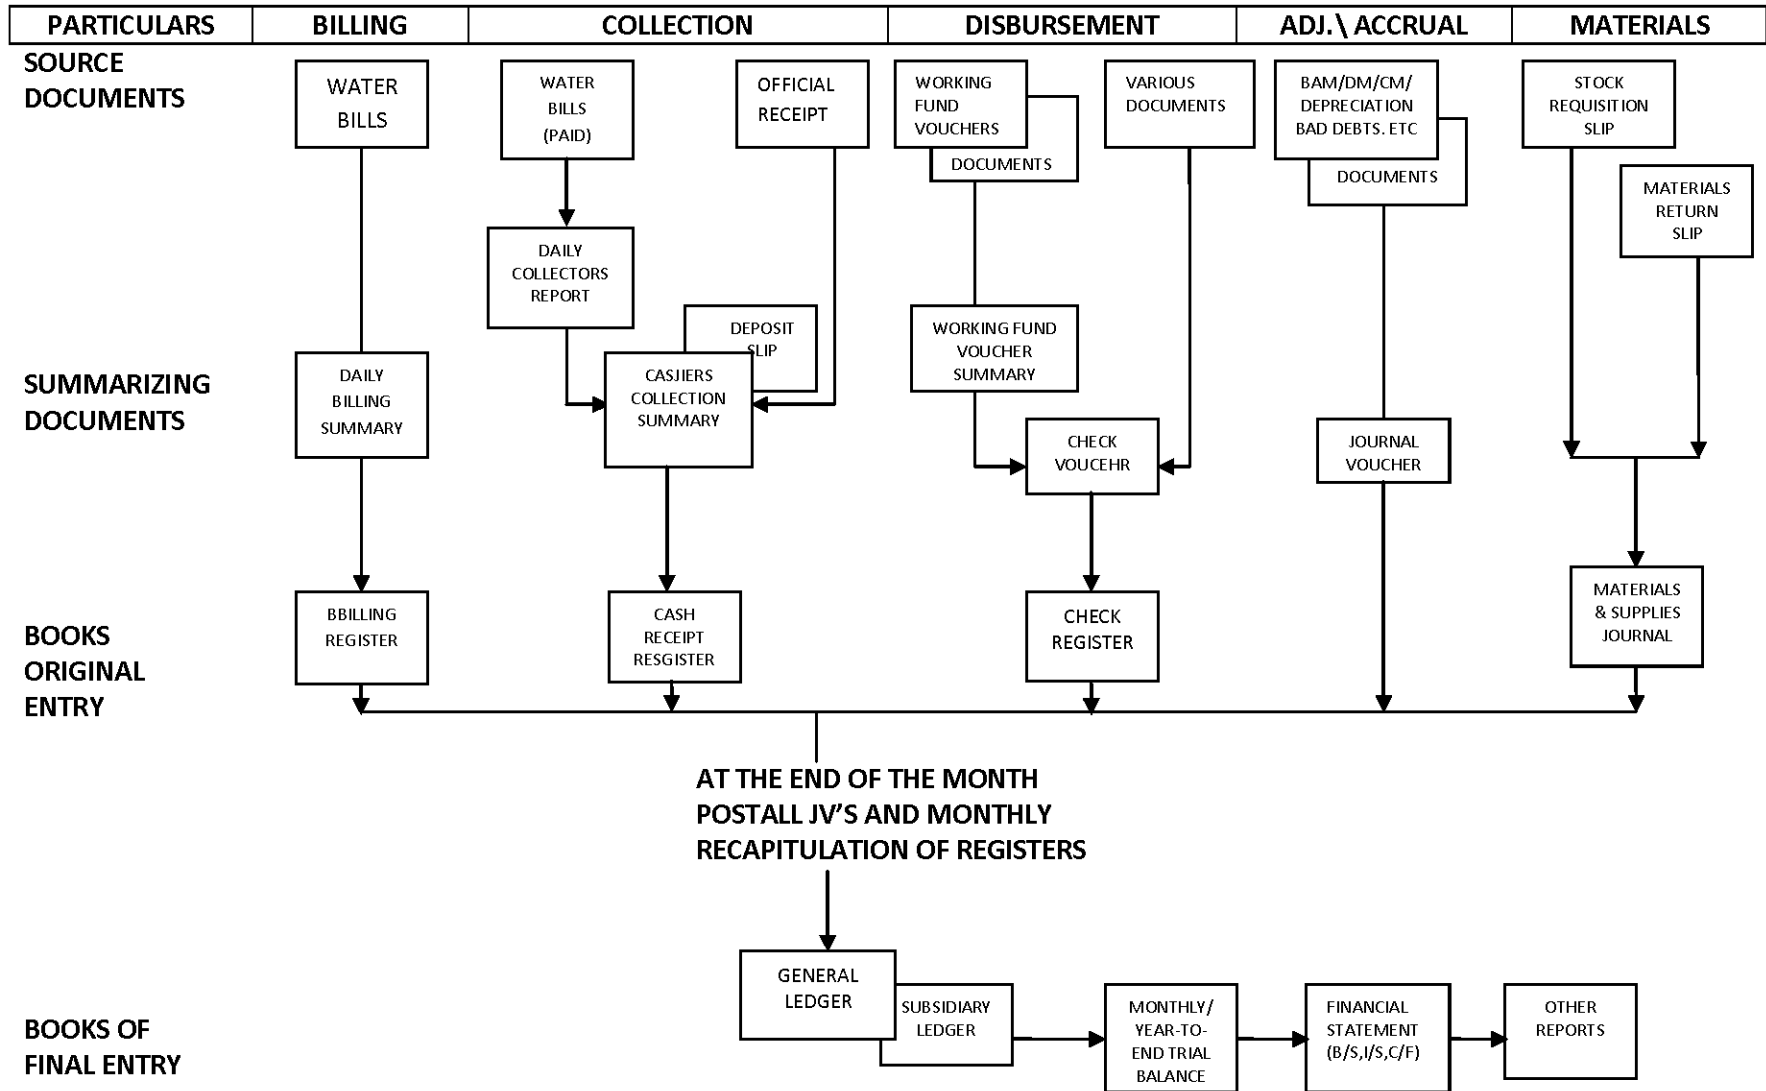 PARTICULARS
BILLING
COLLECTION
DISBURSEMENT
ADJ.\ ACCRUAL
MATERIALS
SOURCE
DOCUMENTS
WATER
BILLS
WATER
BILLS
(PAID)
OFFICIAL
RECEIPT
WORKING
FUND
VOUCHERS
DOCUMENTS
VARIOUS
DOCUMENTS
BAM/DM/CM/
DEPRECIATION
BAD DEBTS. ETC
DOCUMENTS
STOCK
REQUISITION
SLIP
MATERIALS
RETURN
SLIP
DAILY
COLLECTORS
REPORT
DEPOSIT
SLIP
WORKING FUND
VOUCHER
SUMMARY
SUMMARIZING
DOCUMENTS
DAILY
BILLING
SUMMARY
CASJIERS
COLLECTION
SUMMARY
CHECK
VOUCEHR
JOURNAL
VOUCHER
BOOKS
ORIGINAL
ENTRY
BBILLING
REGISTER
CASH
RECEIPT
RESGISTER
CHECK
REGISTER
MATERIALS
& SUPPLIES
JOURNAL
AT THE END OF THE MONTH
POSTALL JV’S AND MONTHLY
RECAPITULATION OF REGISTERS
BOOKS OF
FINAL ENTRY
GENERAL
LEDGER
SUBSIDIARY
LEDGER
MONTHLY/
YEAR-TO-
END TRIAL
BALANCE
FINANCIAL
STATEMENT
(B/S,I/S,C/F)
OTHER
REPORTS